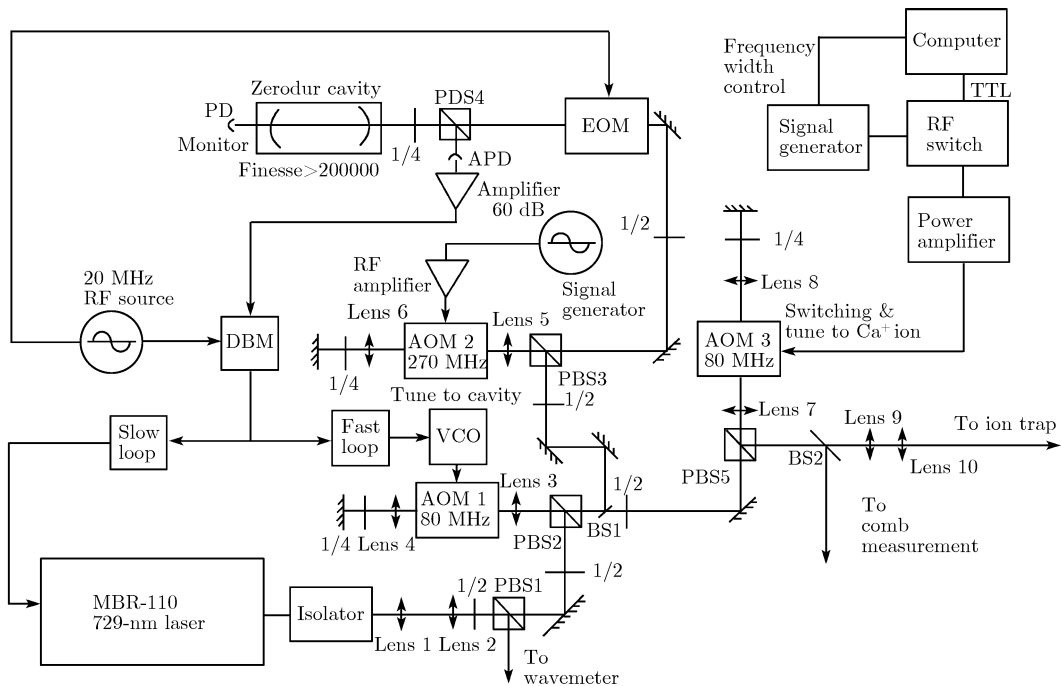 Frequency
width
control
Computer
TTL
Signal
generator
RF
switch
Power
amplifier
Zerodur cavity
PD
Monitor
Finesse>200000
1/4
PDS4
EOM
APD
Amplifier
60 dB
1/2
1/4
Lens 8
Switching &
tune to Ca⁺ ion
AOM 3
80 MHz
20 MHz
RF source
DBM
RF
amplifier
Signal
generator
Lens 6
AOM 2
270 MHz
Lens 5
1/4
PBS3
1/2
Tune to cavity
Slow
loop
Fast
loop
VCO
Lens 7
PBS5
Lens 9
BS2
Lens 10
To ion trap
To
comb
measurement
Lens 3
AOM 1
80 MHz
1/4
Lens 4
PBS2
BS1
1/2
1/2
MBR-110
729-nm laser
Isolator
Lens 1
Lens 2
1/2
PBS1
To
wavemeter